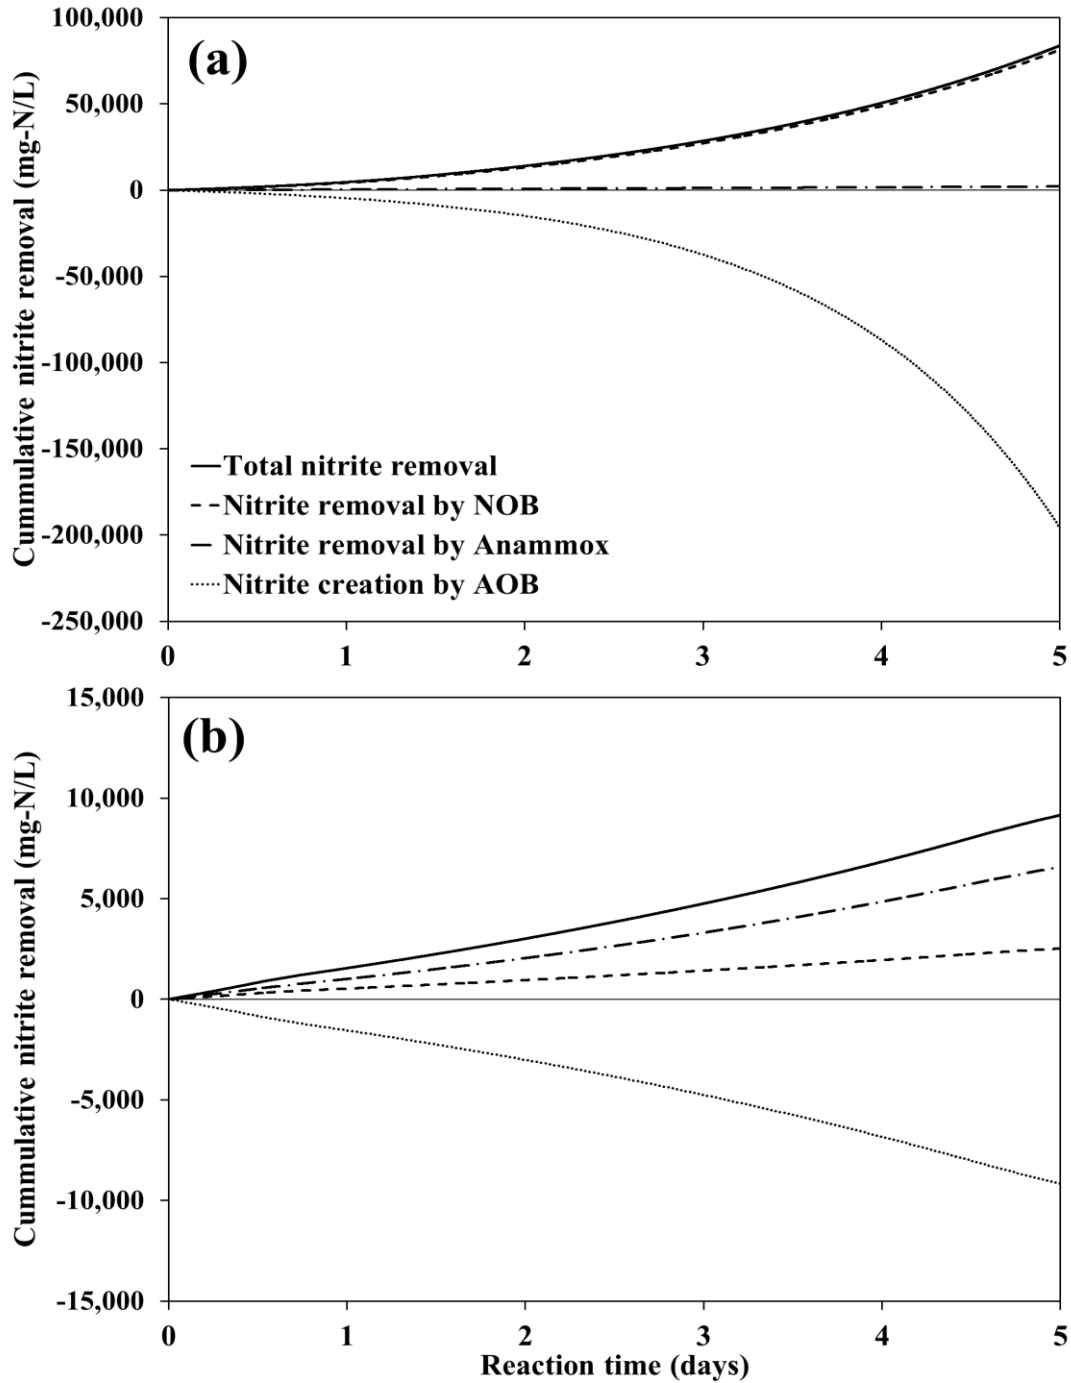 Cummulative nitrite removal (mg-N/L)
100,000
50,000
0
-50,000
-100,000
-150,000
-200,000
-250,000
(a)
Total nitrite removal
Nitrite removal by NOB
Nitrite removal by Anammox
Nitrite creation by AOB
0 1 2 3 4 5
Cummulative nitrite removal (mg-N/L)
15,000
10,000
5,000
0
-5,000
-10,000
-15,000
(b)
0 1 2 3 4 5
Reaction time (days)